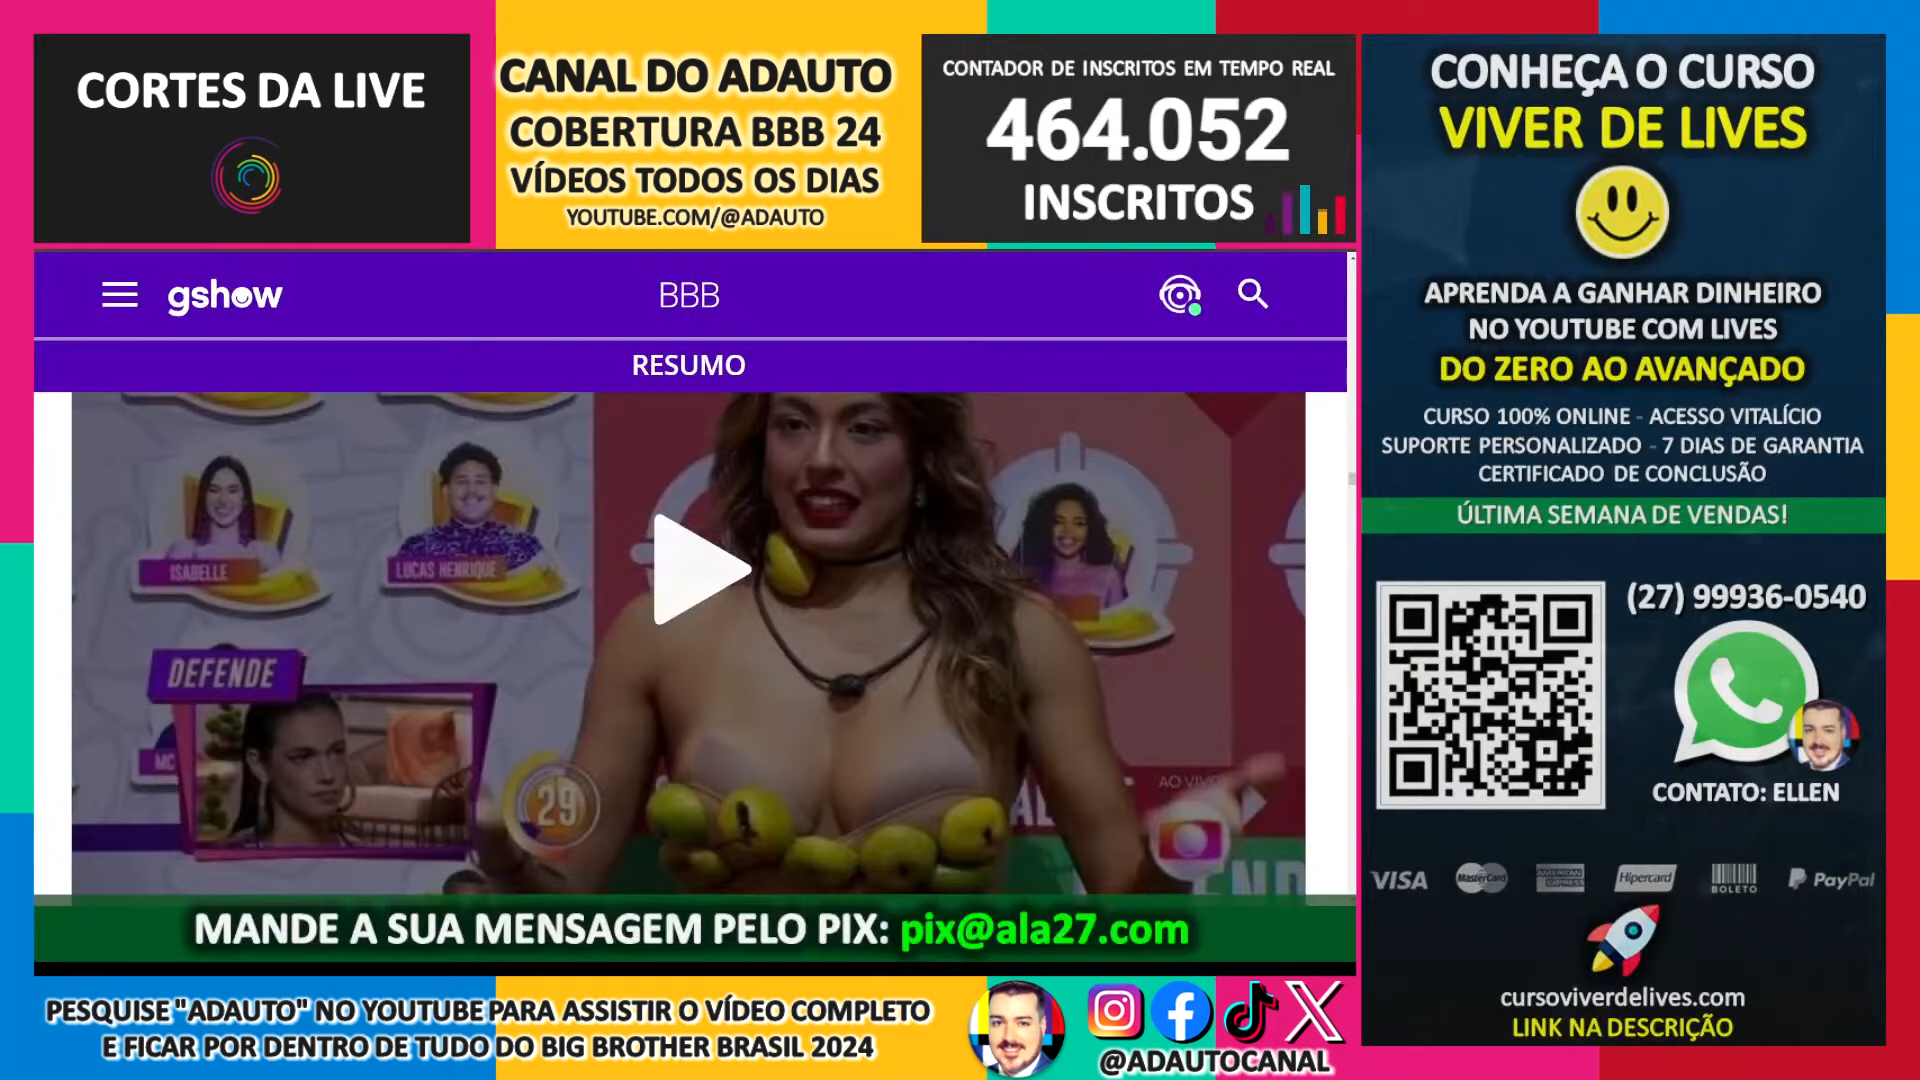 CORTES DA LIVE
CANAL DO ADAUTO
COBERTURA BBB 24
VÍDEOS TODOS OS DIAS
YOUTUBE.COM/@ADAUTO
CONTADOR DE INSCRITOS EM TEMPO REAL
464.052
INSCRITOS
CONHEÇA O CURSO
VIVER DE LIVES
APRENDA A GANHAR DINHEIRO
NO YOUTUBE COM LIVES
DO ZERO AO AVANÇADO
CURSO 100% ONLINE - ACESSO VITALÍCIO
SUPORTE PERSONALIZADO - 7 DIAS DE GARANTIA
CERTIFICADO DE CONCLUSÃO
ÚLTIMA SEMANA DE VENDAS!
(27) 99936-0540
CONTATO: ELLEN
VISA
MasterCard
AMERICAN EXPRESS
Hipercard
BOLETO
PayPal
cursoviverdelives.com
LINK NA DESCRIÇÃO
gshow
BBB
RESUMO
ISABELLE
LUCAS HENRIQUE
DEFENDE
MC
29
AO VIVO
MANDE A SUA MENSAGEM PELO PIX: pix@ala27.com
PESQUISE "ADAUTO" NO YOUTUBE PARA ASSISTIR O VÍDEO COMPLETO
E FICAR POR DENTRO DE TUDO DO BIG BROTHER BRASIL 2024
@ADAUTOCANAL